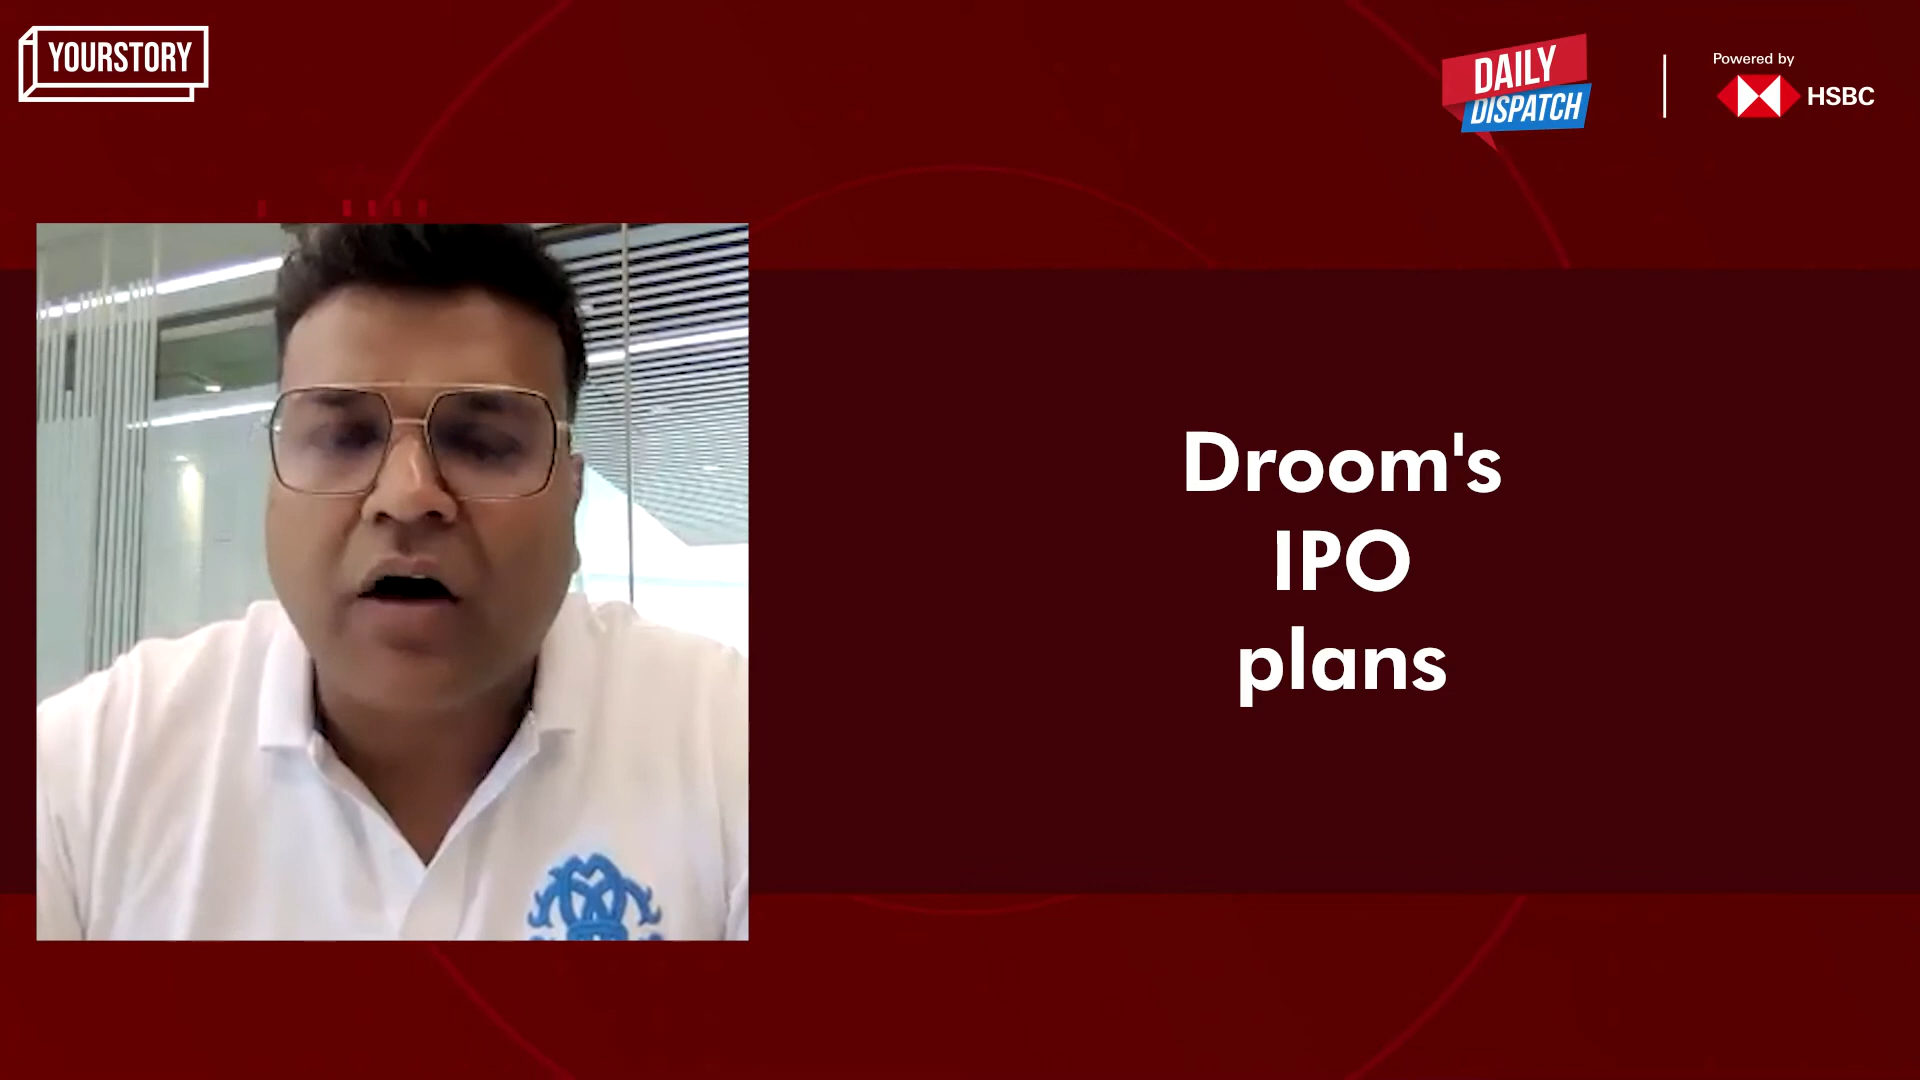 YOURSTORY
DAILY
DISPATCH
Powered by
HSBC
Droom's
IPO
plans